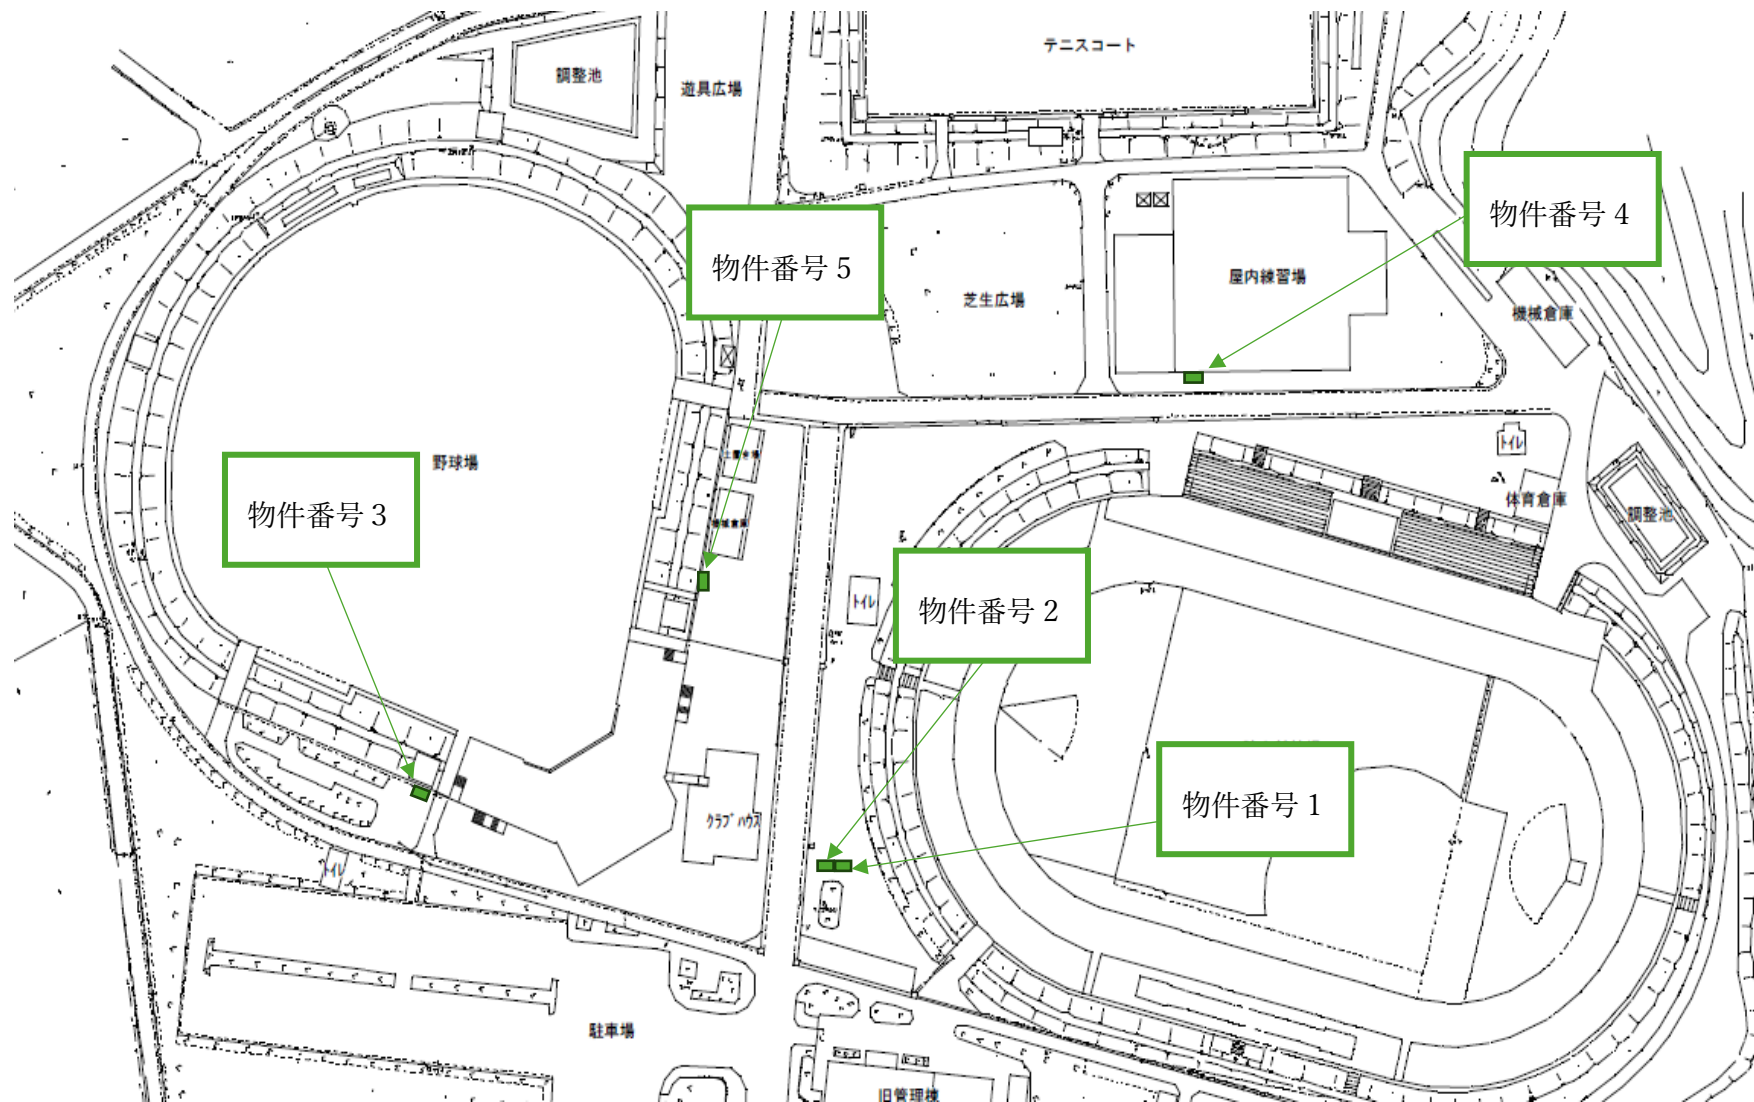 テニスコート
調整池
遊具広場
物件番号 4
物件番号 5
屋内練習場
芝生広場
機械倉庫
野球場
トイレ
体育倉庫
物件番号 3
調整池
機械倉庫
トイレ
物件番号 2
物件番号 1
クラブハウス
トイレ
駐車場
旧管理棟